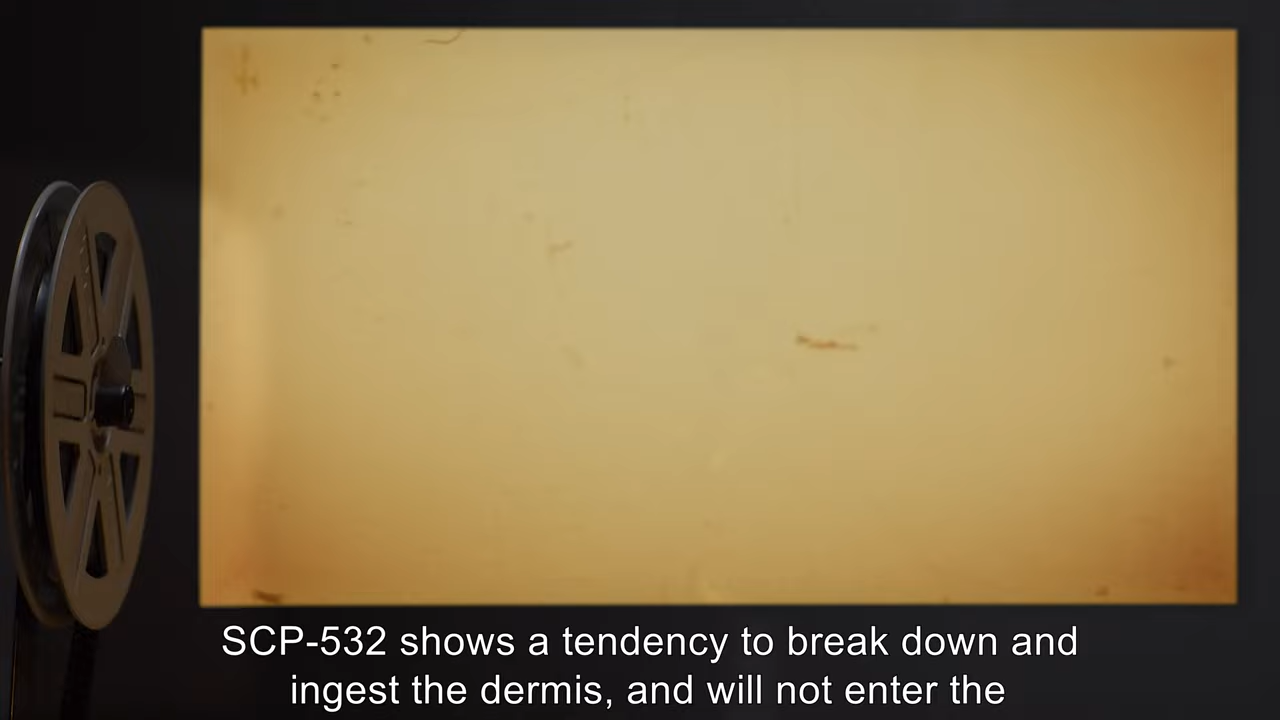 SCP-532 shows a tendency to break down and
ingest the dermis, and will not enter the